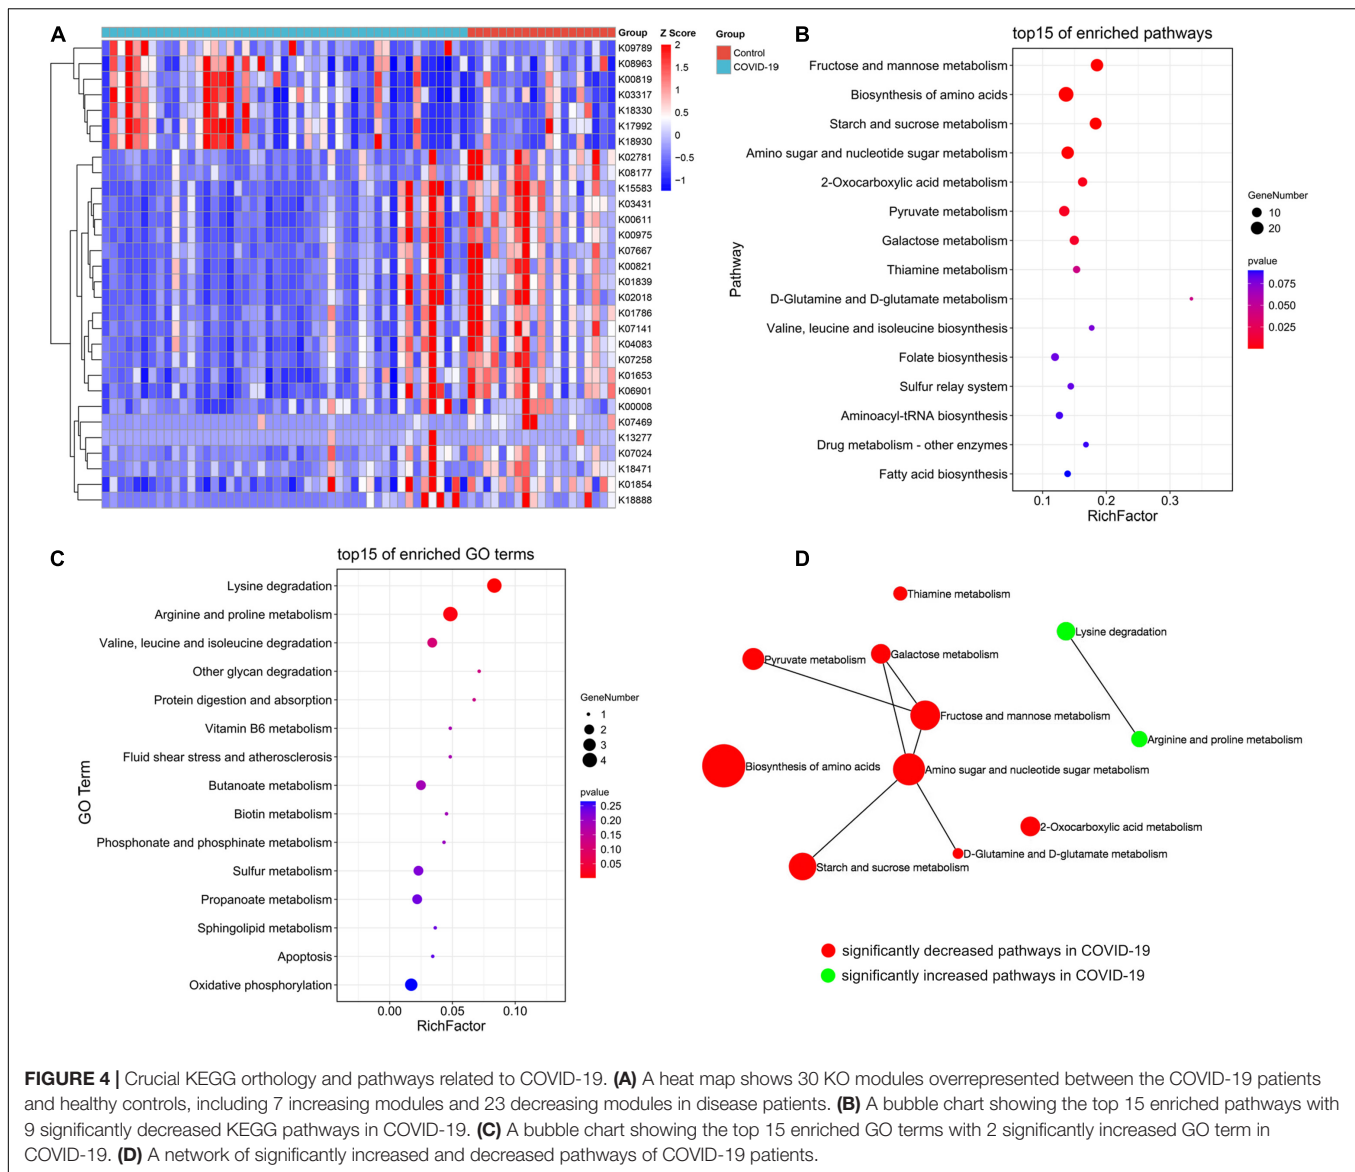 A
Group
Z Score
2
1.5
1
0.5
0
−0.5
−1
Group
Control
COVID-19
K09789
K08963
K00819
K03317
K18330
K17992
K18930
K02781
K08177
K15583
K03431
K00611
K00975
K07667
K00821
K01839
K02018
K01786
K07141
K04083
K07258
K01653
K06901
K00008
K07469
K13277
K07024
K18471
K01854
K18888
B
top15 of enriched pathways
Pathway
Fructose and mannose metabolism
Biosynthesis of amino acids
Starch and sucrose metabolism
Amino sugar and nucleotide sugar metabolism
2-Oxocarboxylic acid metabolism
Pyruvate metabolism
Galactose metabolism
Thiamine metabolism
D-Glutamine and D-glutamate metabolism
Valine, leucine and isoleucine biosynthesis
Folate biosynthesis
Sulfur relay system
Aminoacyl-tRNA biosynthesis
Drug metabolism - other enzymes
Fatty acid biosynthesis
0.1 0.2 0.3
RichFactor
GeneNumber
10
20
pvalue
0.075
0.050
0.025
C
top15 of enriched GO terms
GO Term
Lysine degradation
Arginine and proline metabolism
Valine, leucine and isoleucine degradation
Other glycan degradation
Protein digestion and absorption
Vitamin B6 metabolism
Fluid shear stress and atherosclerosis
Butanoate metabolism
Biotin metabolism
Phosphonate and phosphinate metabolism
Sulfur metabolism
Propanoate metabolism
Sphingolipid metabolism
Apoptosis
Oxidative phosphorylation
0.00 0.05 0.10
RichFactor
GeneNumber
1
2
3
4
pvalue
0.25
0.20
0.15
0.10
0.05
D
Thiamine metabolism
Lysine degradation
Pyruvate metabolism
Galactose metabolism
Fructose and mannose metabolism
Arginine and proline metabolism
Biosynthesis of amino acids
Amino sugar and nucleotide sugar metabolism
2-Oxocarboxylic acid metabolism
D-Glutamine and D-glutamate metabolism
Starch and sucrose metabolism
significantly decreased pathways in COVID-19
significantly increased pathways in COVID-19
FIGURE 4 | Crucial KEGG orthology and pathways related to COVID-19. (A) A heat map shows 30 KO modules overrepresented between the COVID-19 patients
and healthy controls, including 7 increasing modules and 23 decreasing modules in disease patients. (B) A bubble chart showing the top 15 enriched pathways with
9 significantly decreased KEGG pathways in COVID-19. (C) A bubble chart showing the top 15 enriched GO terms with 2 significantly increased GO term in
COVID-19. (D) A network of significantly increased and decreased pathways of COVID-19 patients.